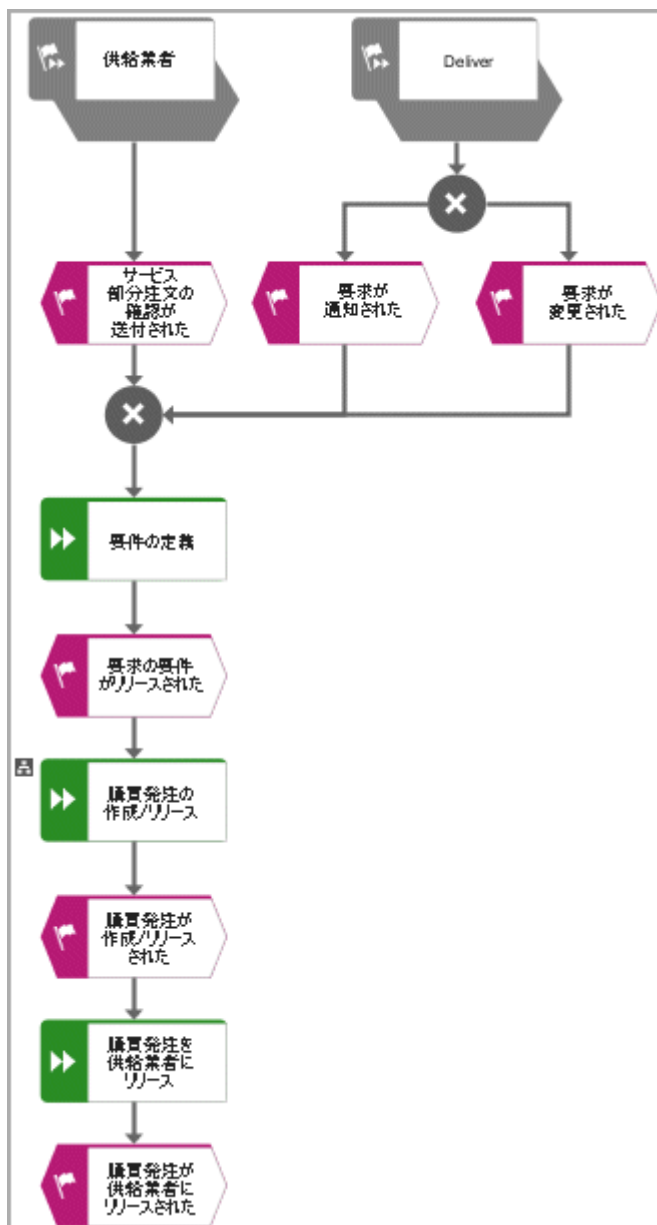 供給業者
Deliver
サービス
部分注文の
確認が
送付された
要求が
通知された
要求が
変更された
要件の定義
要求の要件
がリリースされた
購買発注の
作成/リリース
購買発注が
作成/リリース
された
購買発注を
供給業者に
リリース
購買発注が
供給業者に
リリースされた